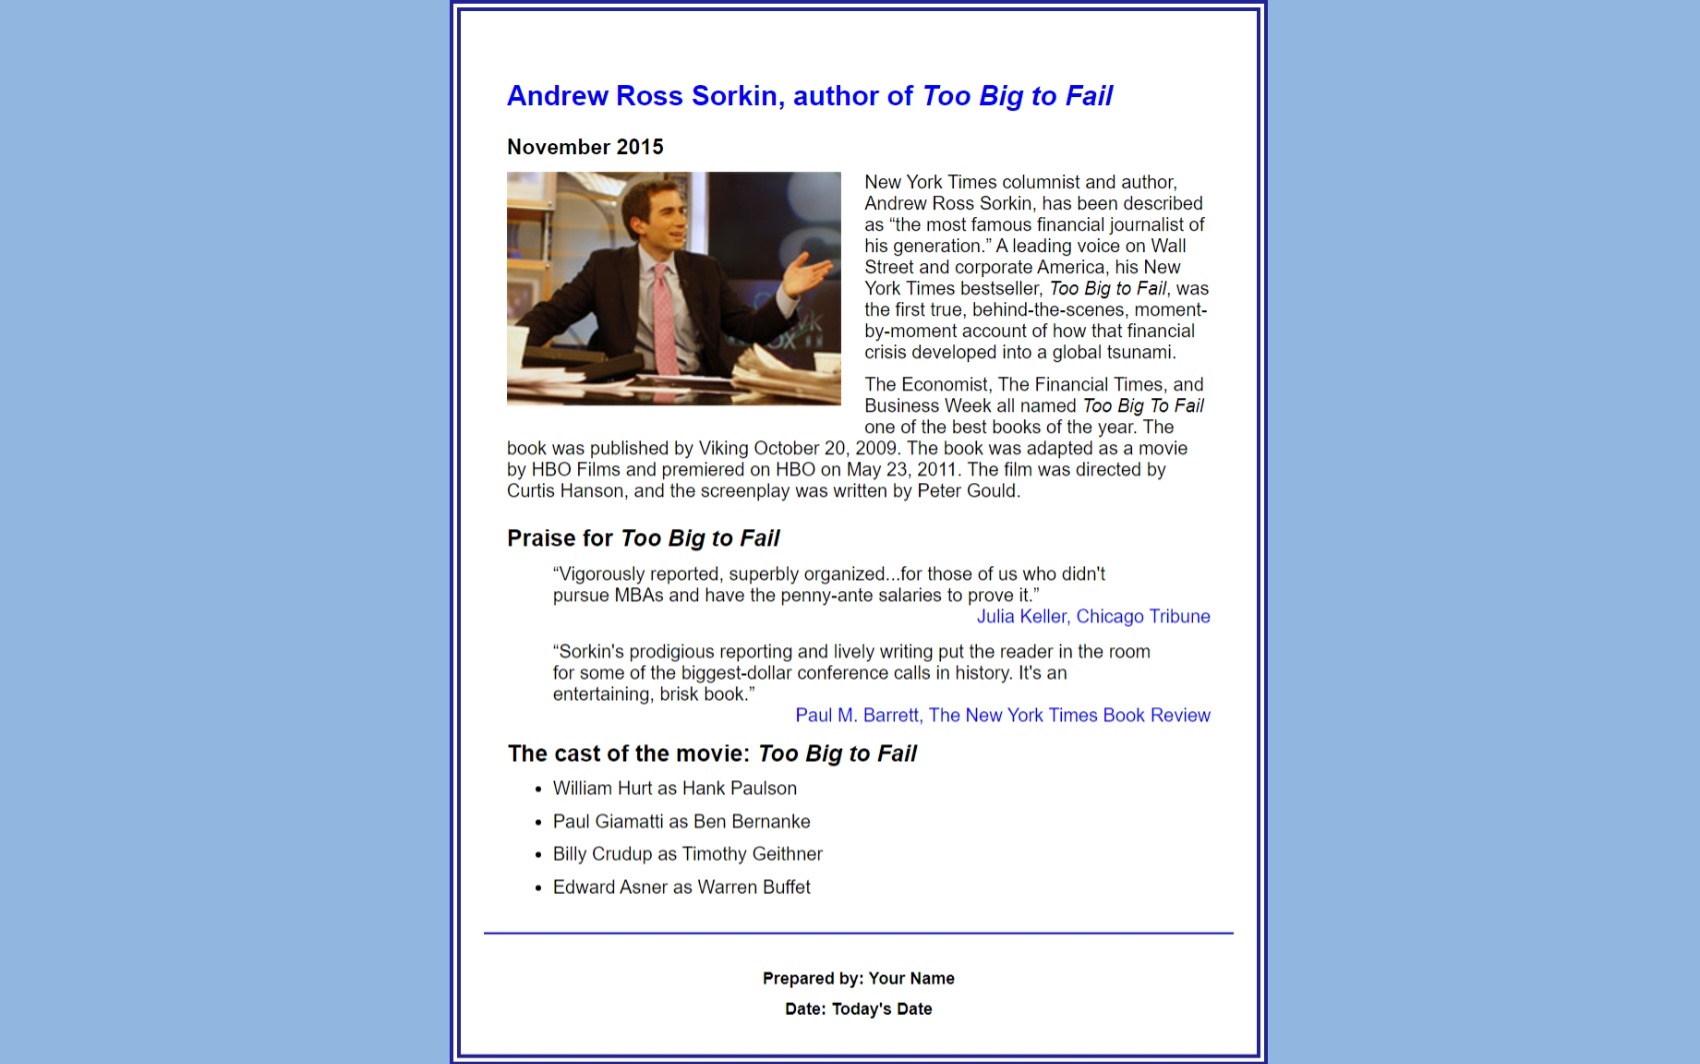 Andrew Ross Sorkin, author of Too Big to Fail
November 2015
New York Times columnist and author,
Andrew Ross Sorkin, has been described
as “the most famous financial journalist of
his generation.” A leading voice on Wall
Street and corporate America, his New
York Times bestseller, Too Big to Fail, was
the first true, behind-the-scenes, moment-
by-moment account of how that financial
crisis developed into a global tsunami.
The Economist, The Financial Times, and
Business Week all named Too Big To Fail
one of the best books of the year. The
book was published by Viking October 20, 2009. The book was adapted as a movie
by HBO Films and premiered on HBO on May 23, 2011. The film was directed by
Curtis Hanson, and the screenplay was written by Peter Gould.
Praise for Too Big to Fail
“Vigorously reported, superbly organized...for those of us who didn't
pursue MBAs and have the penny-ante salaries to prove it.”
Julia Keller, Chicago Tribune
“Sorkin's prodigious reporting and lively writing put the reader in the room
for some of the biggest-dollar conference calls in history. It's an
entertaining, brisk book.”
Paul M. Barrett, The New York Times Book Review
The cast of the movie: Too Big to Fail
• William Hurt as Hank Paulson
• Paul Giamatti as Ben Bernanke
• Billy Crudup as Timothy Geithner
• Edward Asner as Warren Buffet
Prepared by: Your Name
Date: Today's Date